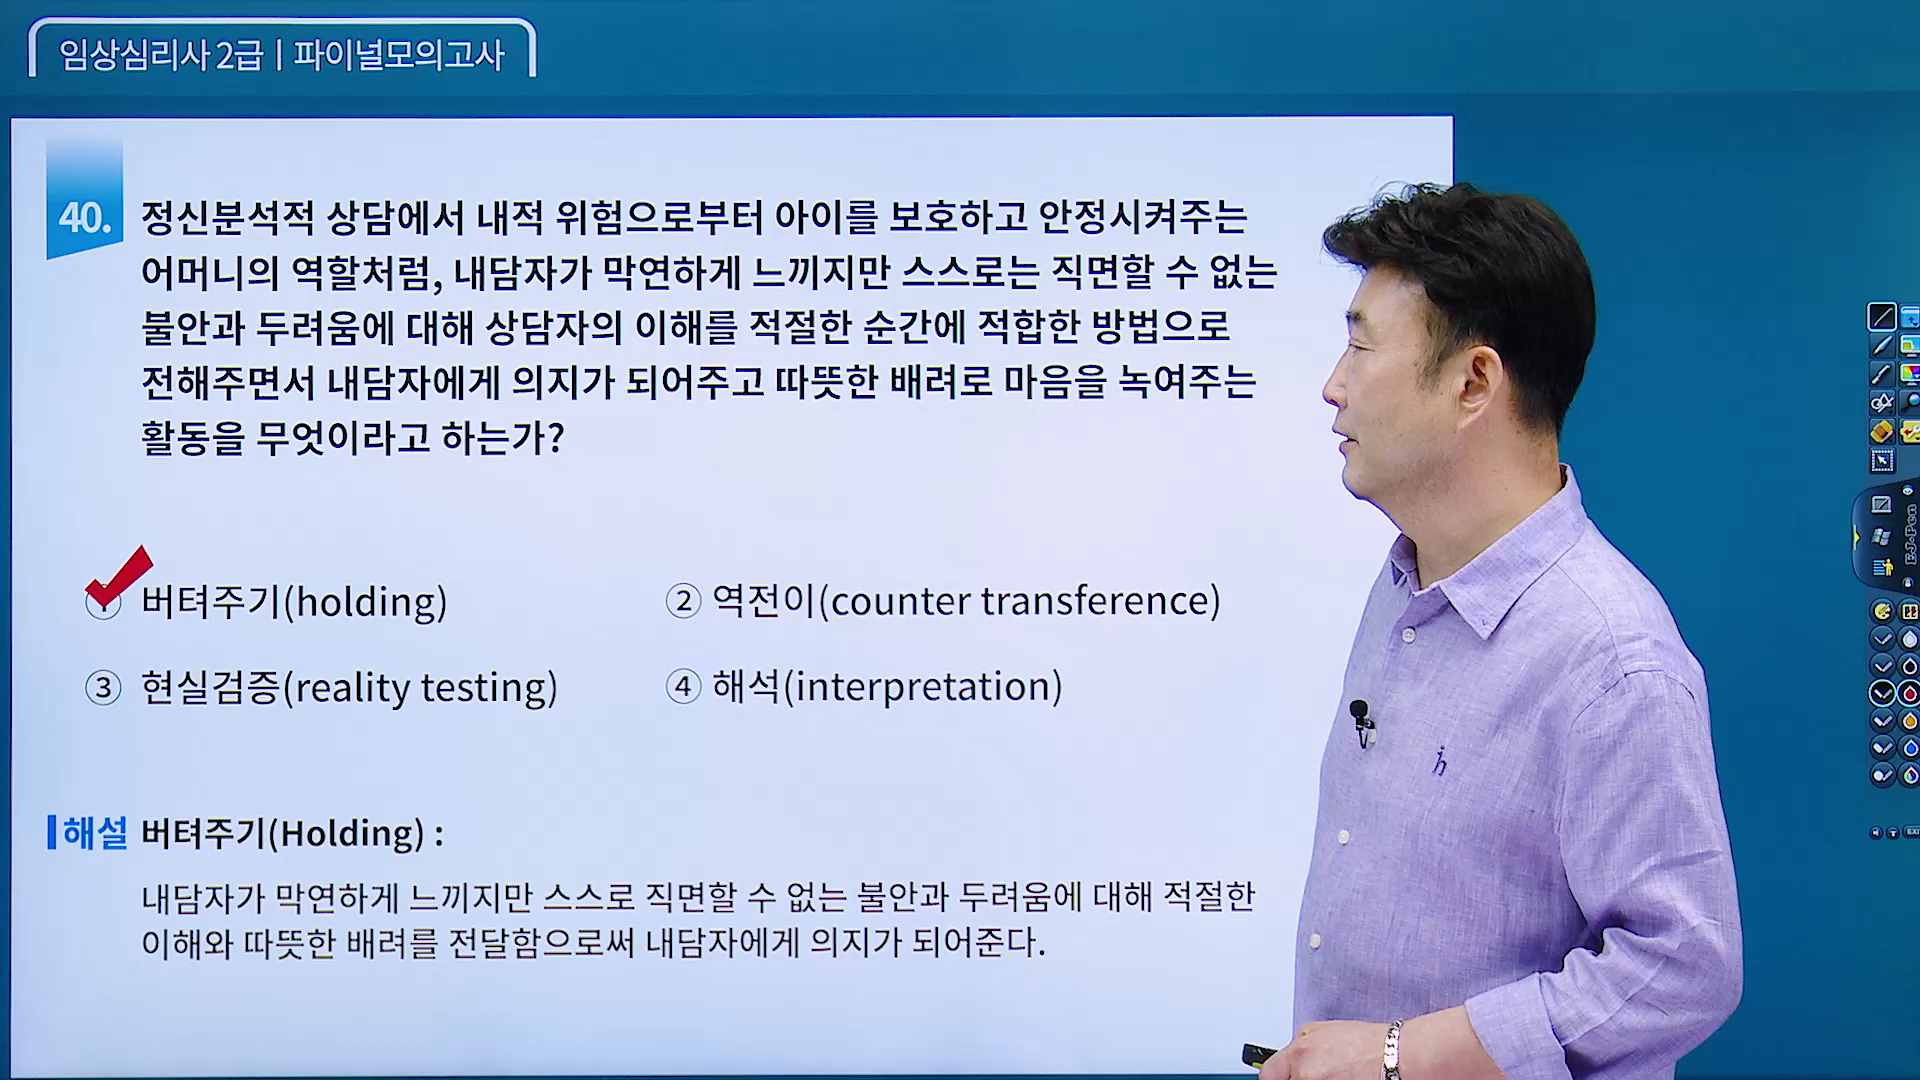 임상심리사 2급 | 파이널모의고사
40. 정신분석적 상담에서 내적 위험으로부터 아이를 보호하고 안정시켜주는
어머니의 역할처럼, 내담자가 막연하게 느끼지만 스스로는 직면할 수 없는
불안과 두려움에 대해 상담자의 이해를 적절한 순간에 적합한 방법으로
전해주면서 내담자에게 의지가 되어주고 따뜻한 배려로 마음을 녹여주는
활동을 무엇이라고 하는가?
① 버텨주기(holding) ② 역전이(counter transference)
③ 현실검증(reality testing) ④ 해석(interpretation)
해설 버텨주기(Holding) :
내담자가 막연하게 느끼지만 스스로 직면할 수 없는 불안과 두려움에 대해 적절한
이해와 따뜻한 배려를 전달함으로써 내담자에게 의지가 되어준다.
h
EJ-Pen
EXI